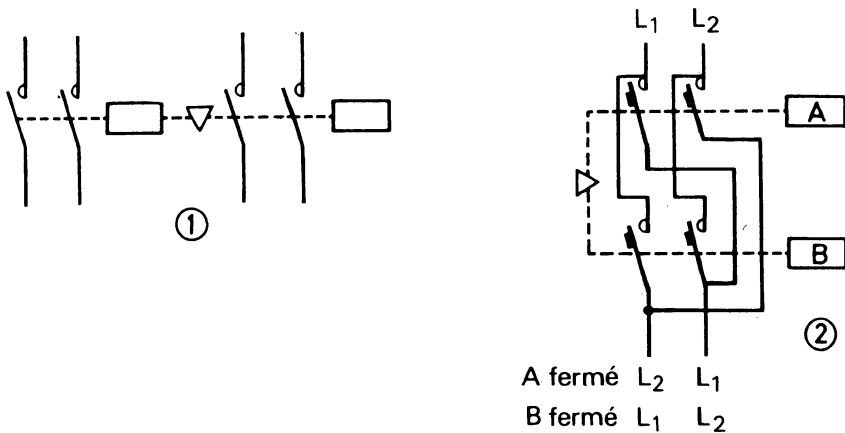 L₁ L₂
A
①
B
②
A fermé L₂ L₁
B fermé L₁ L₂